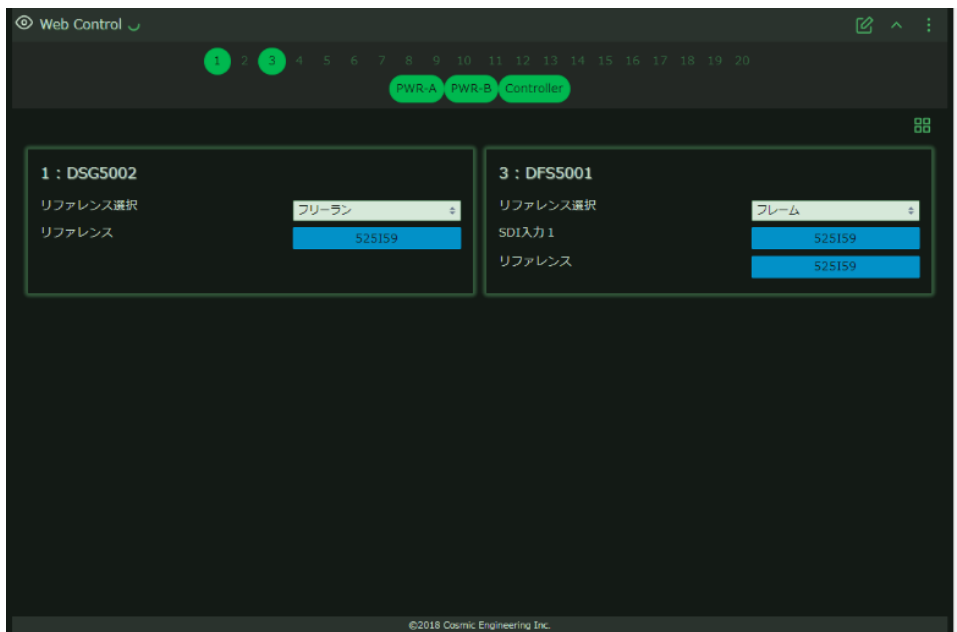 Web Control
1 2 3 4 5 6 7 8 9 10 11 12 13 14 15 16 17 18 19 20
PWR-A PWR-B Controller
1 : DSG5002
リファレンス選択 フリーラン
リファレンス 525I59
3 : DFS5001
リファレンス選択 フレーム
SDI入力1 525I59
リファレンス 525I59
©2018 Cosmic Engineering Inc.